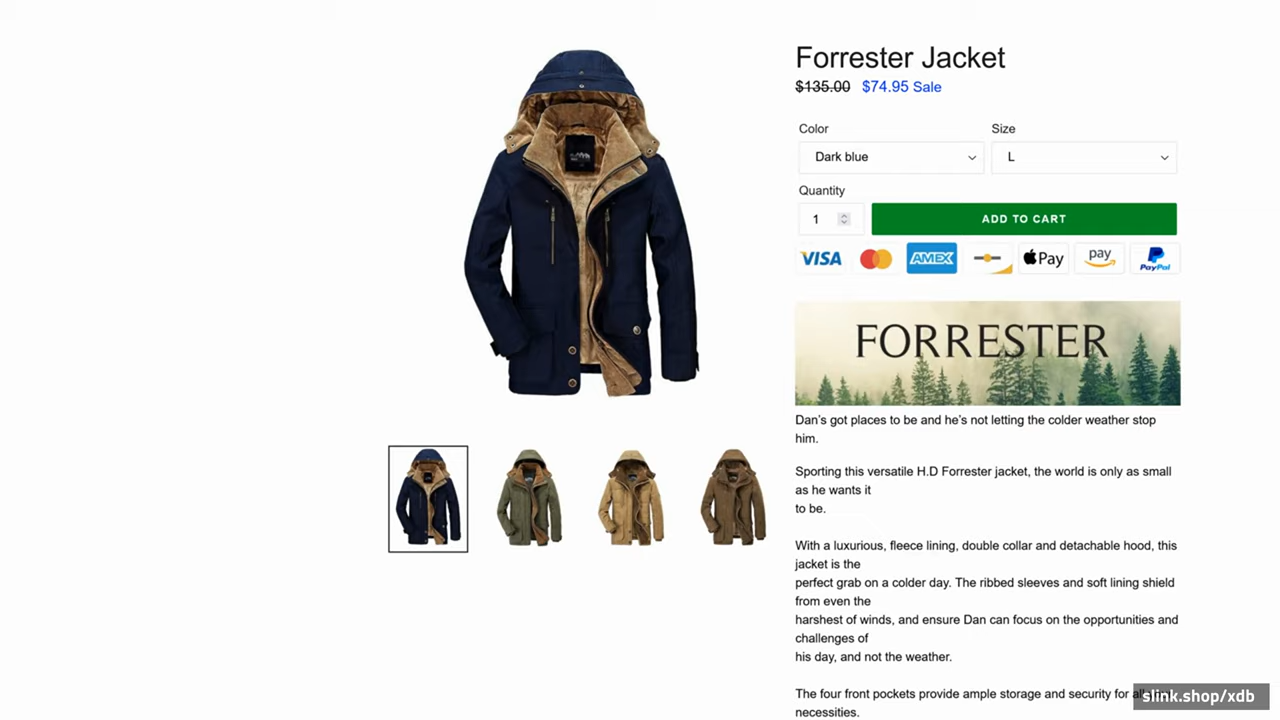 Forrester Jacket
$135.00 $74.95 Sale
Color Size
Dark blue L
Quantity
1 ADD TO CART
VISA AMEX Pay pay PayPal
FORRESTER
Dan’s got places to be and he’s not letting the colder weather stop
him.
Sporting this versatile H.D Forrester jacket, the world is only as small
as he wants it
to be.
With a luxurious, fleece lining, double collar and detachable hood, this
jacket is the
perfect grab on a colder day. The ribbed sleeves and soft lining shield
from even the
harshest of winds, and ensure Dan can focus on the opportunities and
challenges of
his day, and not the weather.
The four front pockets provide ample storage and security for
necessities.
slink.shop/xdb